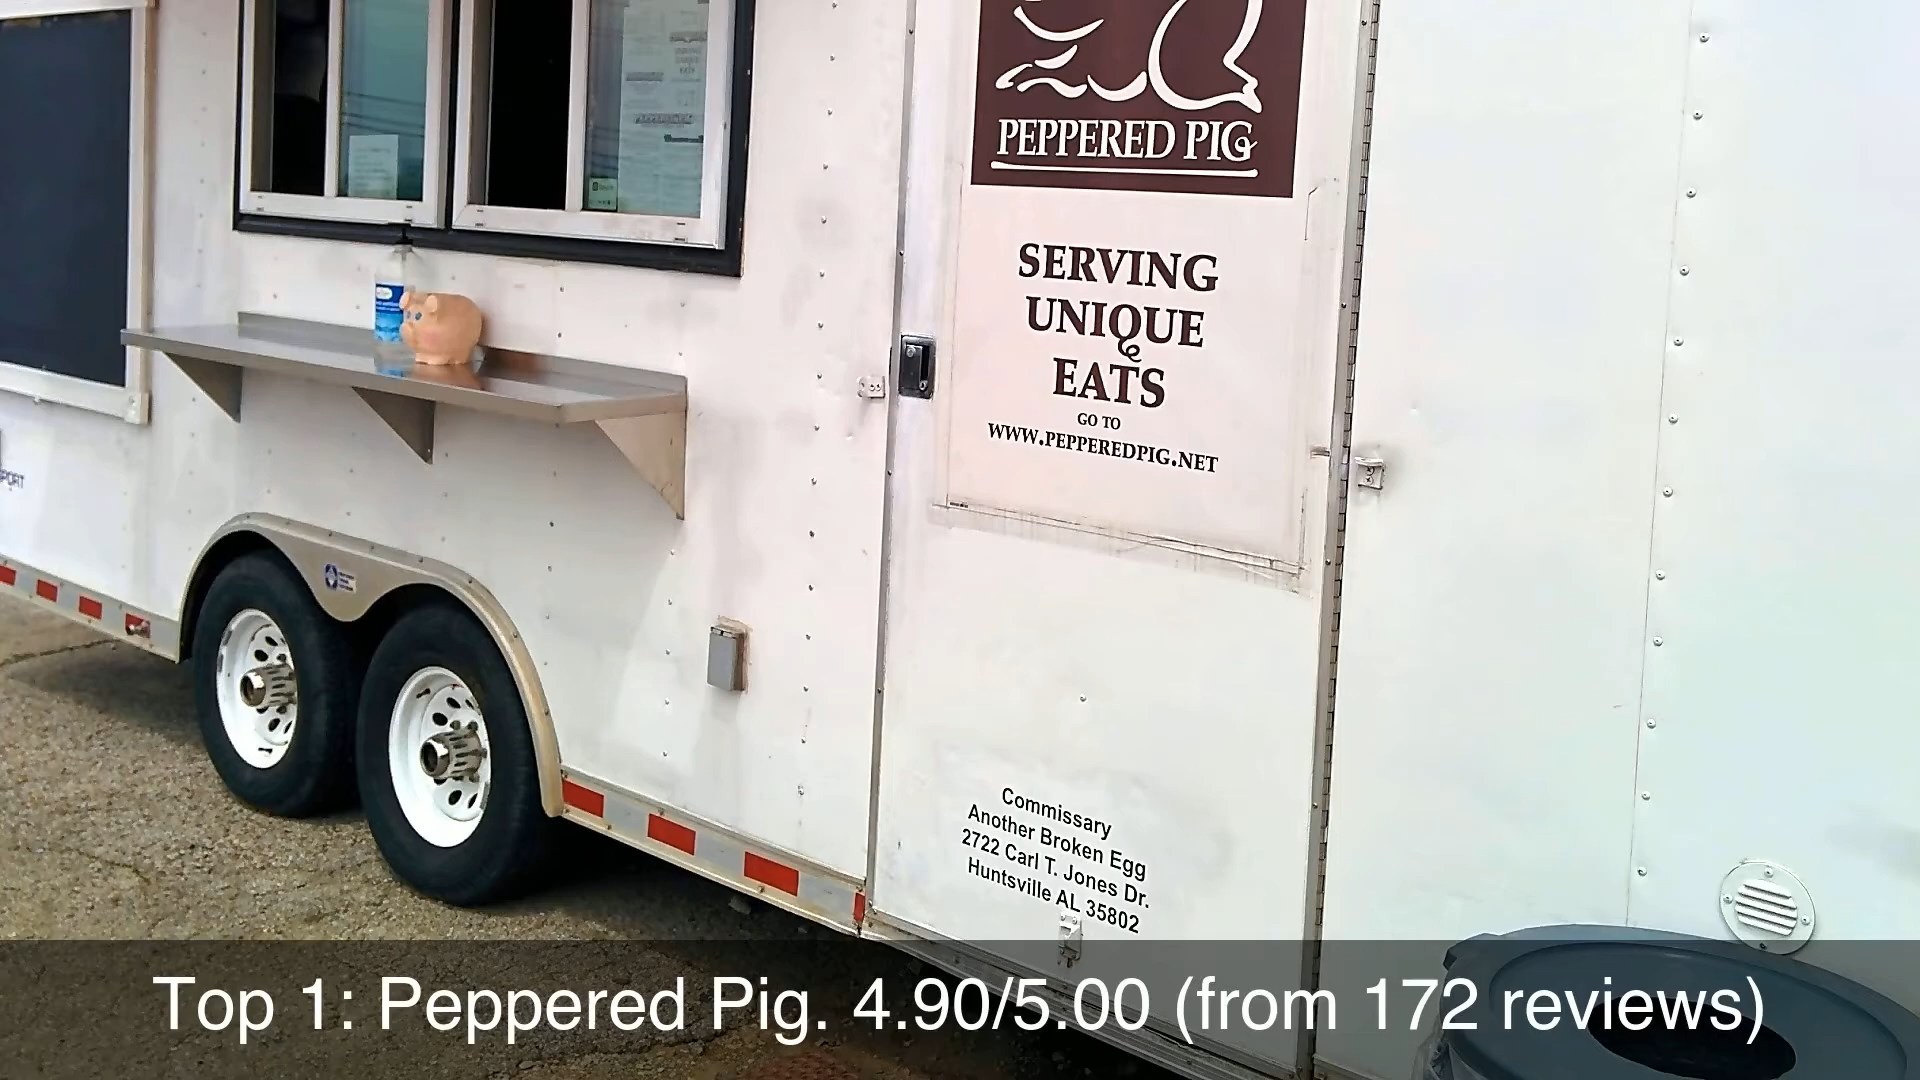 PEPPERED PIG
SERVING
UNIQUE
EATS
GO TO
WWW.PEPPEREDPIG.NET
Commissary
Another Broken Egg
2722 Carl T. Jones Dr.
Huntsville AL 35802
Top 1: Peppered Pig. 4.90/5.00 (from 172 reviews)